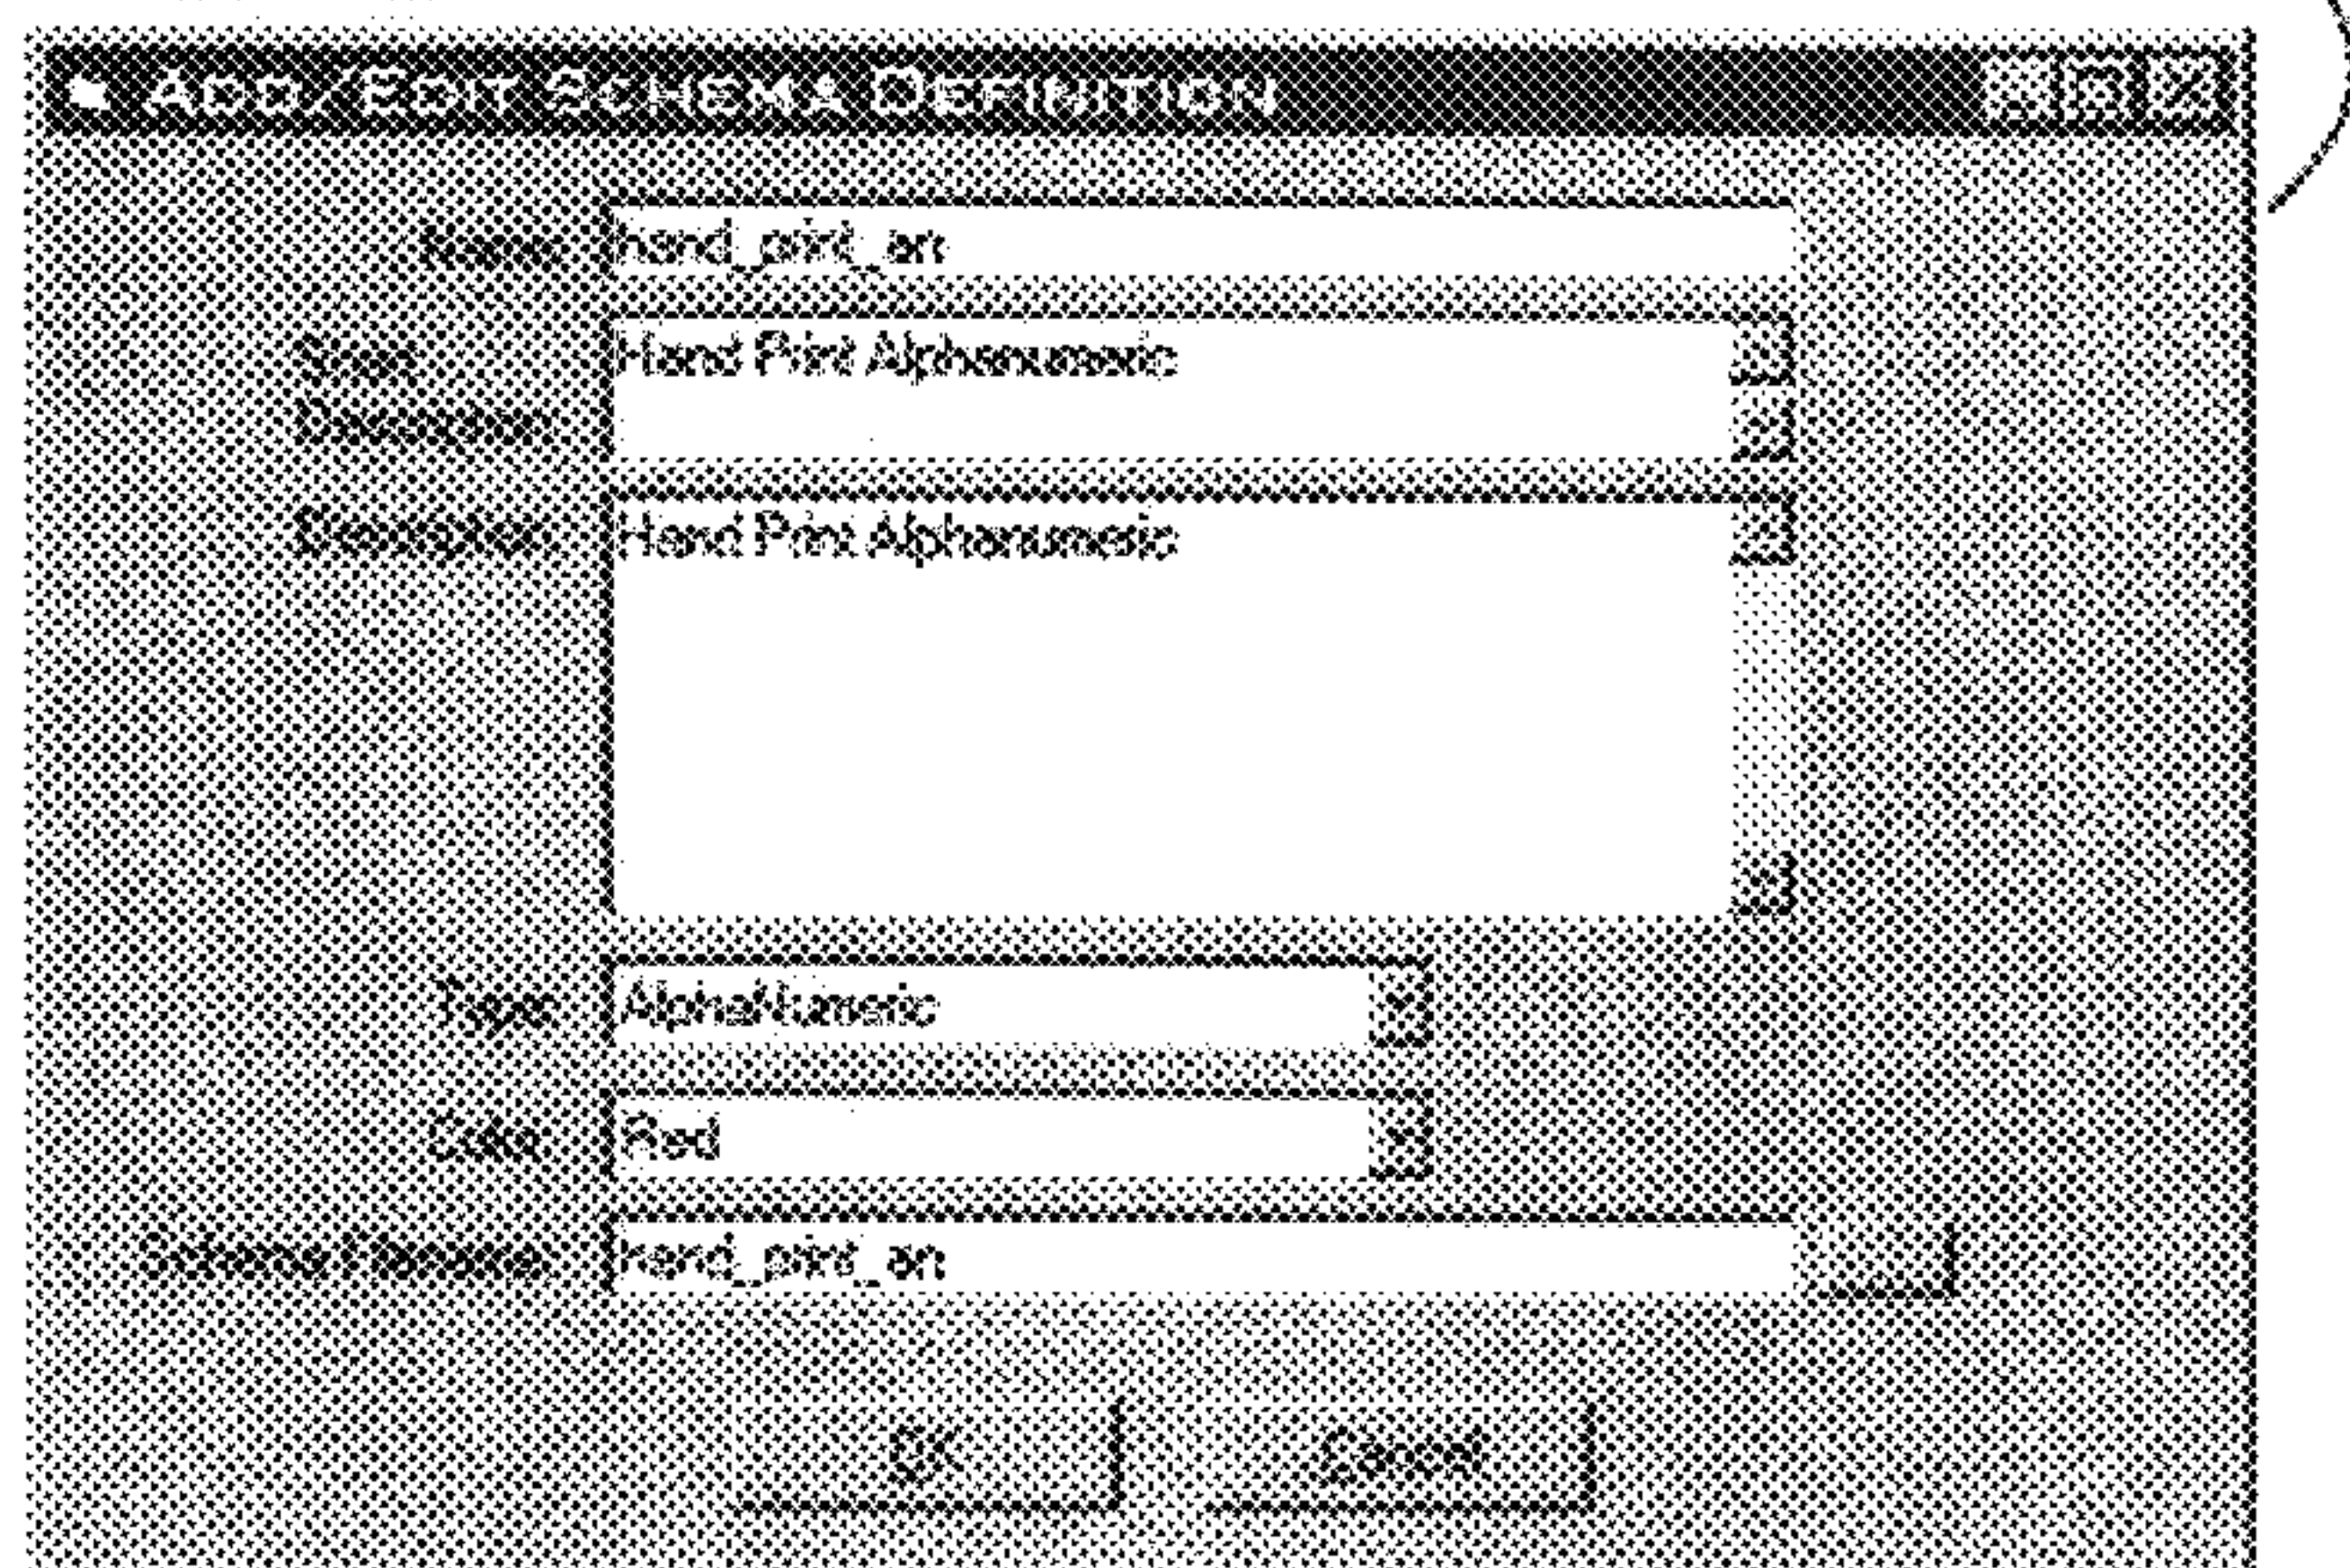 ADD/EDIT SCHEMA DEFINITION
Name: hand_print_an
Short Hand Print Alphanumeric
Description:
Description: Hand Print Alphanumeric
Type: AlphaNumeric
Color: Red
Schema Filename: hand_print_an
OK Cancel